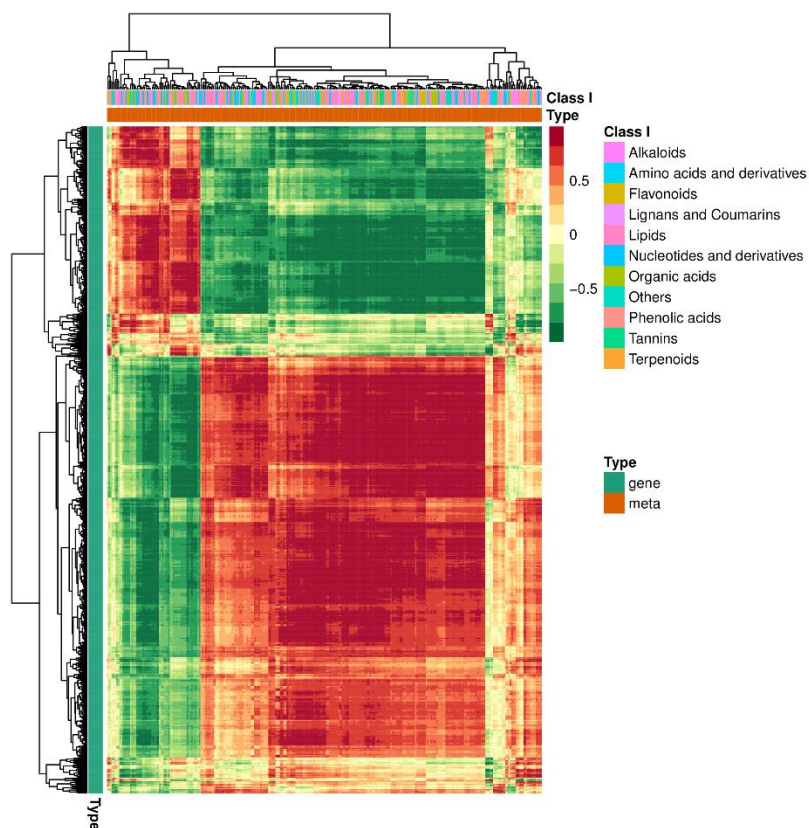 Class I
Type
0.5
0
−0.5
Class I
Alkaloids
Amino acids and derivatives
Flavonoids
Lignans and Coumarins
Lipids
Nucleotides and derivatives
Organic acids
Others
Phenolic acids
Tannins
Terpenoids
Type
gene
meta
Type